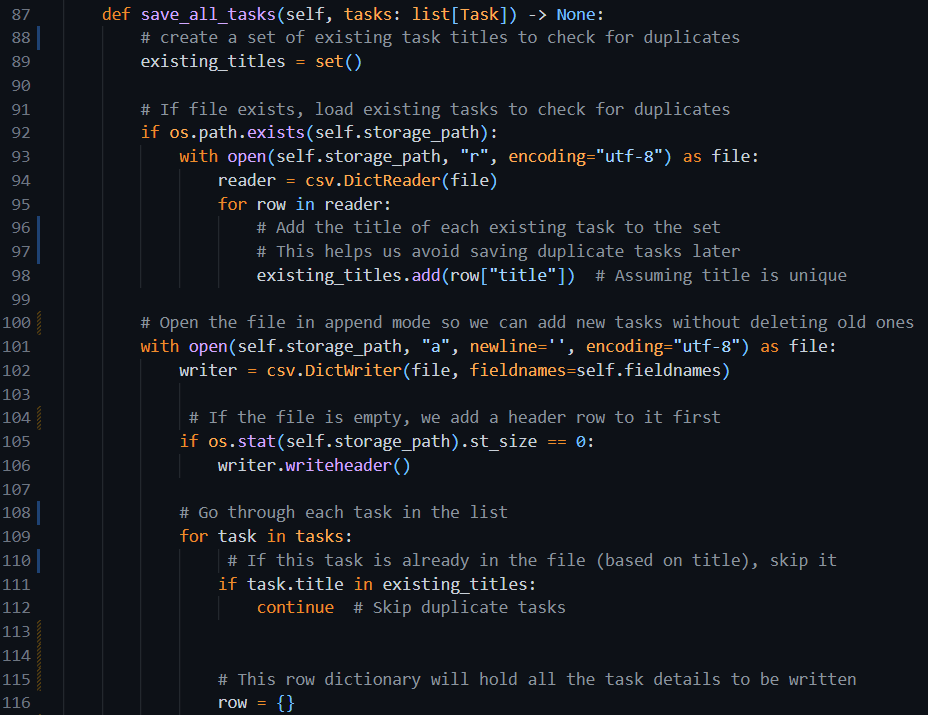 87 def save_all_tasks(self, tasks: list[Task]) -> None:
88 # create a set of existing task titles to check for duplicates
89 existing_titles = set()
90
91 # If file exists, load existing tasks to check for duplicates
92 if os.path.exists(self.storage_path):
93 with open(self.storage_path, "r", encoding="utf-8") as file:
94 reader = csv.DictReader(file)
95 for row in reader:
96 # Add the title of each existing task to the set
97 # This helps us avoid saving duplicate tasks later
98 existing_titles.add(row["title"])  # Assuming title is unique
99
100 # Open the file in append mode so we can add new tasks without deleting old ones
101 with open(self.storage_path, "a", newline='', encoding="utf-8") as file:
102 writer = csv.DictWriter(file, fieldnames=self.fieldnames)
103
104 # If the file is empty, we add a header row to it first
105 if os.stat(self.storage_path).st_size == 0:
106 writer.writeheader()
107
108 # Go through each task in the list
109 for task in tasks:
110 # If this task is already in the file (based on title), skip it
111 if task.title in existing_titles:
112 continue  # Skip duplicate tasks
113
114
115 # This row dictionary will hold all the task details to be written
116 row = {}